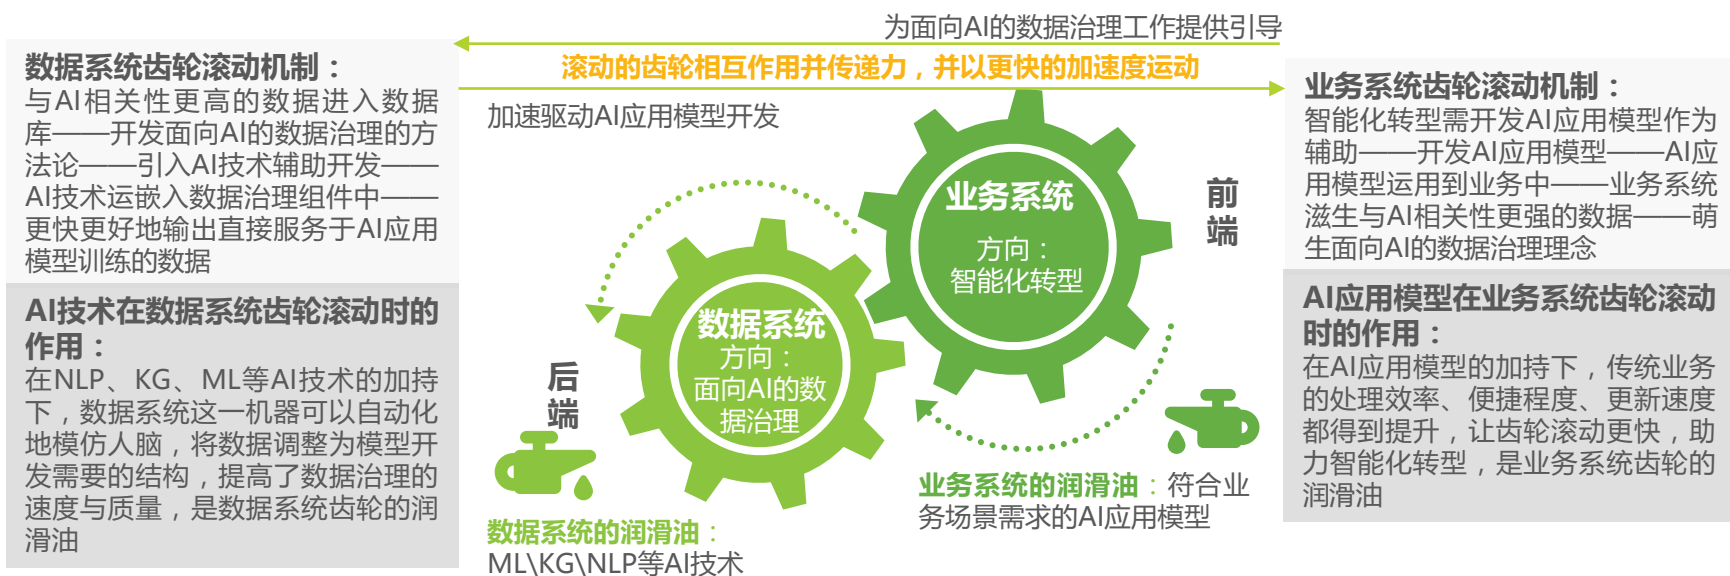 为面向AI的数据治理工作提供引导
滚动的齿轮相互作用并传递力，并以更快的加速度运动
加速驱动AI应用模型开发
数据系统齿轮滚动机制：
与AI相关性更高的数据进入数据
库——开发面向AI的数据治理的方
法论——引入AI技术辅助开发——
AI技术运嵌入数据治理组件中——
更快更好地输出直接服务于AI应用
模型训练的数据
AI技术在数据系统齿轮滚动时的
作用：
在NLP、KG、ML等AI技术的加持
下，数据系统这一机器可以自动化
地模仿人脑，将数据调整为模型开
发需要的结构，提高了数据治理的
速度与质量，是数据系统齿轮的润
滑油
后
端
数据系统
方向：
面向AI的数
据治理
数据系统的润滑油：
ML\KG\NLP等AI技术
业务系统
方向：
智能化转型
前
端
业务系统的润滑油：符合业
务场景需求的AI应用模型
业务系统齿轮滚动机制：
智能化转型需开发AI应用模型作为
辅助——开发AI应用模型——AI应
用模型运用到业务中——业务系统
滋生与AI相关性更强的数据——萌
生面向AI的数据治理理念
AI应用模型在业务系统齿轮滚动
时的作用：
在AI应用模型的加持下，传统业务
的处理效率、便捷程度、更新速度
都得到提升，让齿轮滚动更快，助
力智能化转型，是业务系统齿轮的
润滑油